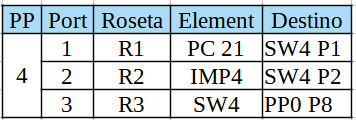 PP Port Roseta Element Destino
1 R1 PC 21 SW4 P1
4 2 R2 IMP4 SW4 P2
3 R3 SW4 PP0 P8